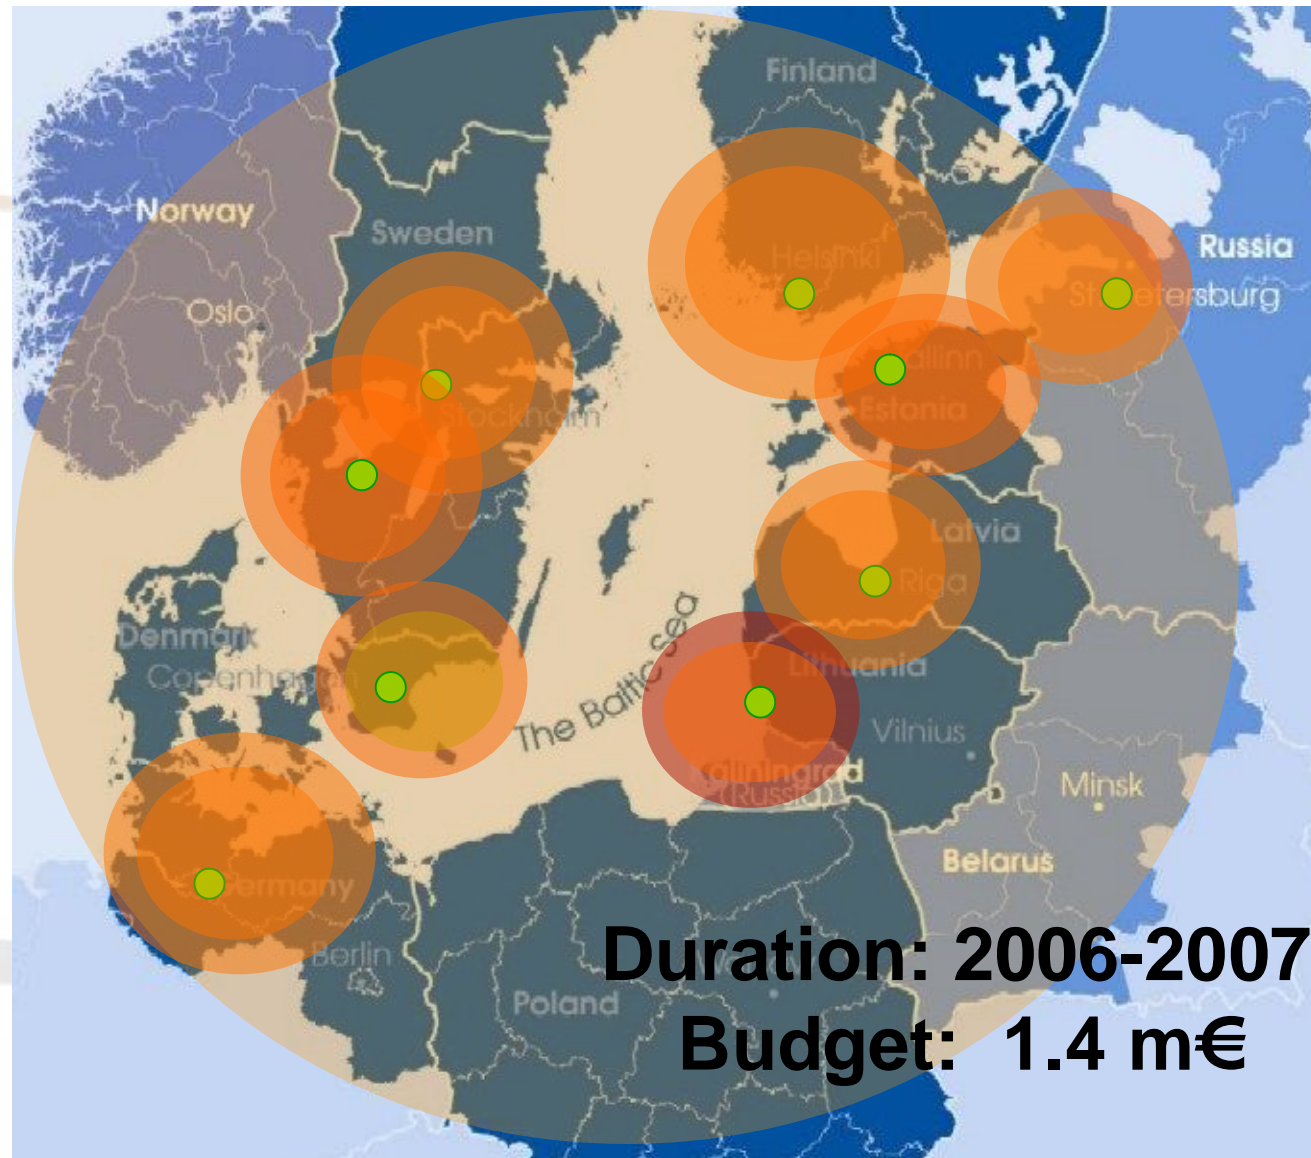 Finland
Norway
Sweden
Russia
Helsinki
St Petersburg
Oslo
Tallinn
Stockholm
Estonia
Latvia
Riga
Denmark
Copenhagen
The Baltic Sea
Lithuania
Vilnius
Kaliningrad
(Russia)
Minsk
Belarus
Germany
Berlin
Poland
Duration: 2006-2007
Budget: 1.4 m€